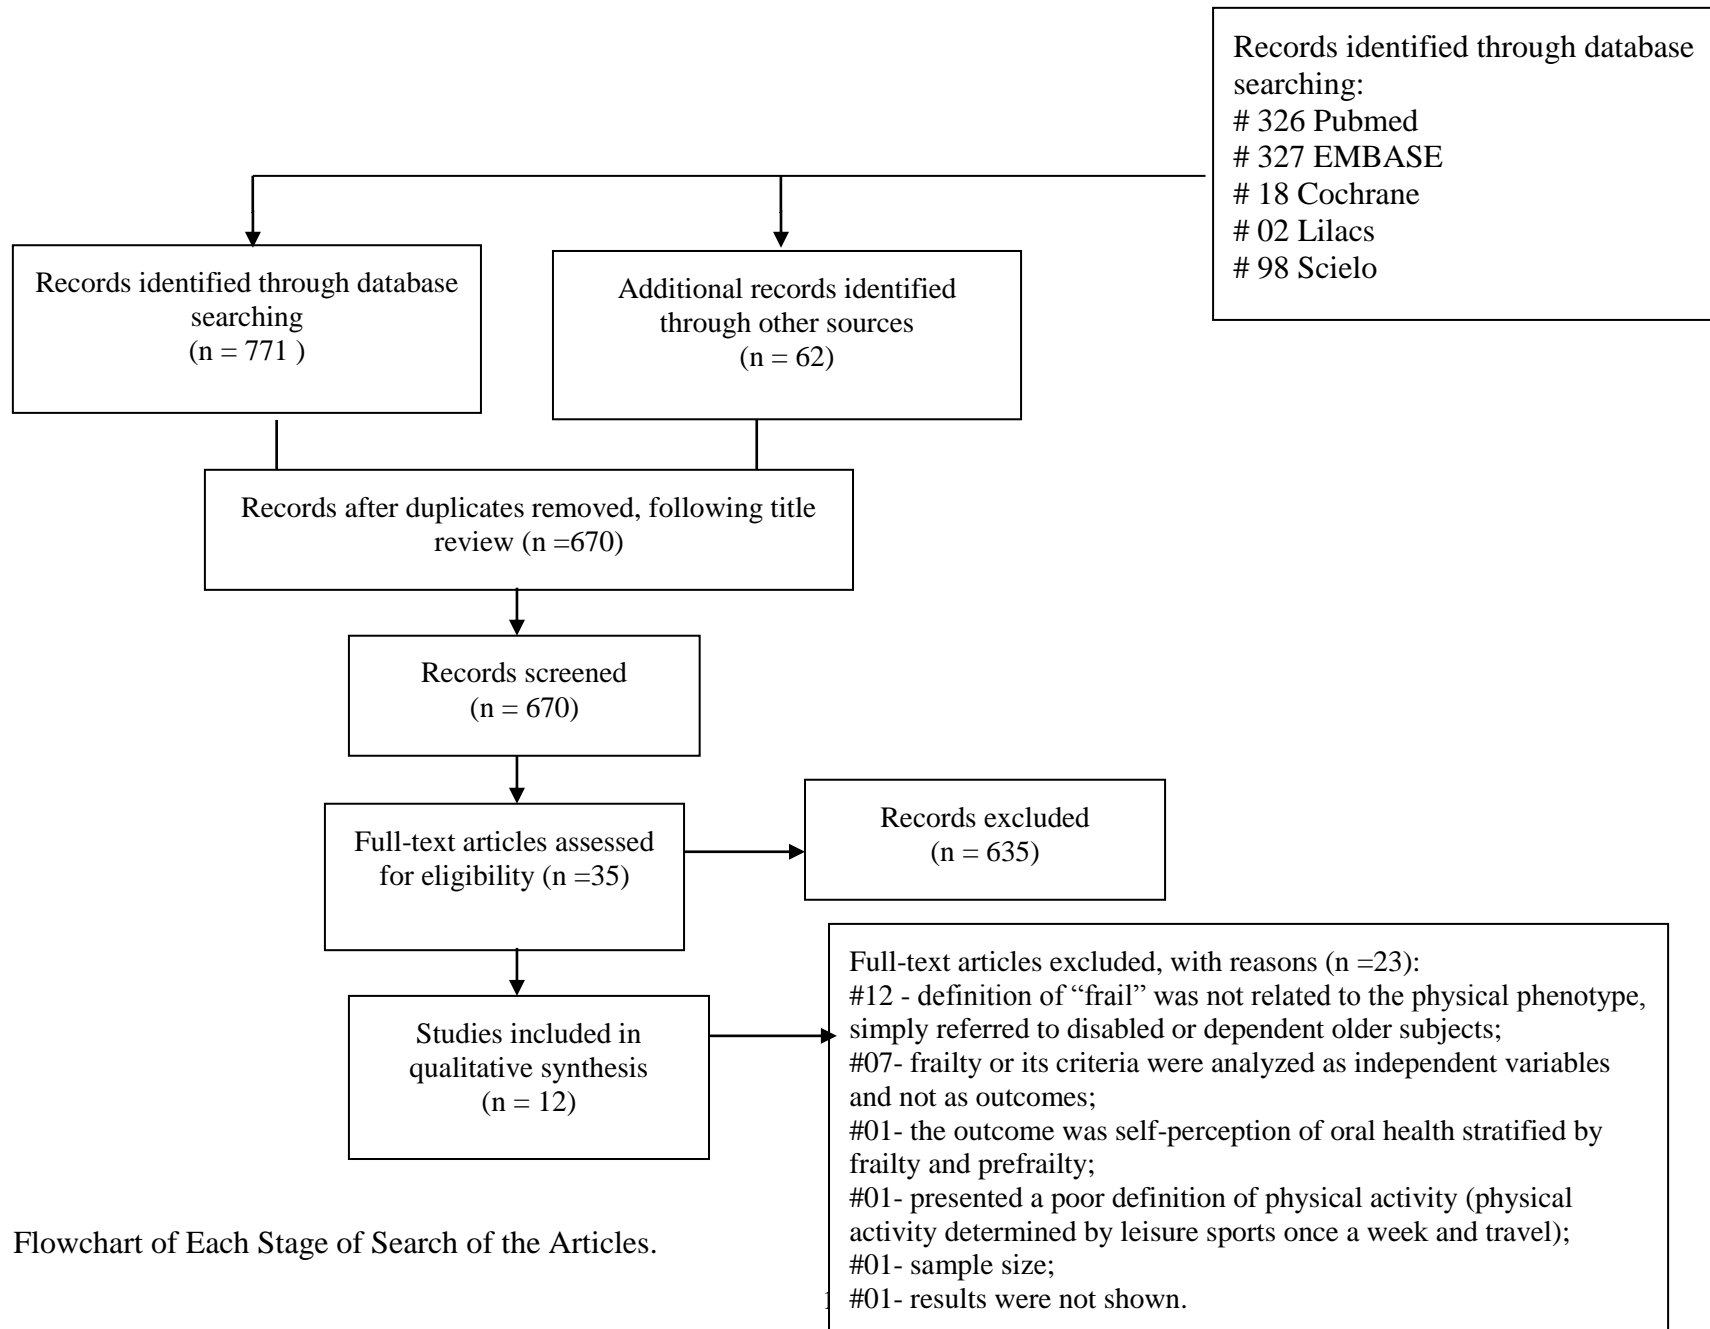 Records identified through database
searching:
# 326 Pubmed
# 327 EMBASE
# 18 Cochrane
# 02 Lilacs
# 98 Scielo
Records identified through database
searching
(n = 771 )
Additional records identified
through other sources
(n = 62)
Records after duplicates removed, following title
review (n =670)
Records screened
(n = 670)
Full-text articles assessed
for eligibility (n =35)
Records excluded
(n = 635)
Studies included in
qualitative synthesis
(n = 12)
Full-text articles excluded, with reasons (n =23):
#12 - definition of “frail” was not related to the physical phenotype,
simply referred to disabled or dependent older subjects;
#07- frailty or its criteria were analyzed as independent variables
and not as outcomes;
#01- the outcome was self-perception of oral health stratified by
frailty and prefrailty;
#01- presented a poor definition of physical activity (physical
activity determined by leisure sports once a week and travel);
#01- sample size;
#01- results were not shown.
Flowchart of Each Stage of Search of the Articles.